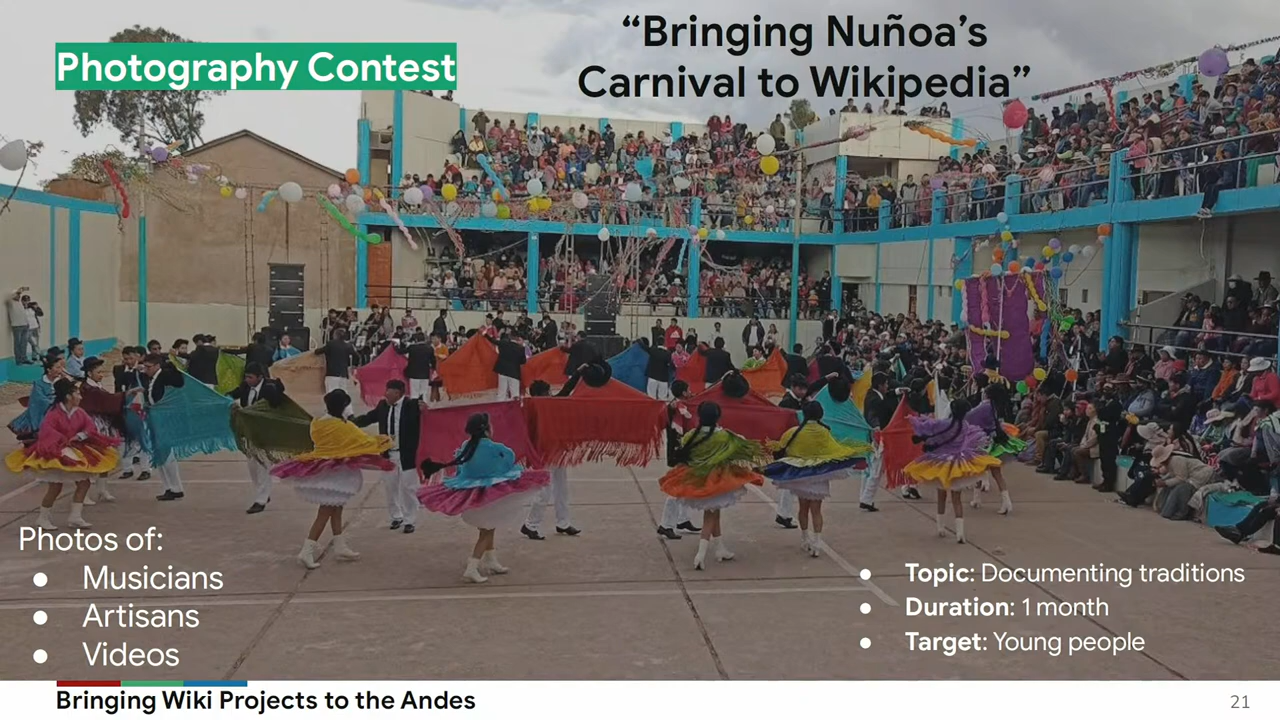 Photography Contest
“Bringing Nuñoa’s
Carnival to Wikipedia”
Photos of:
● Musicians
● Artisans
● Videos
● Topic: Documenting traditions
● Duration: 1 month
● Target: Young people
Bringing Wiki Projects to the Andes
21